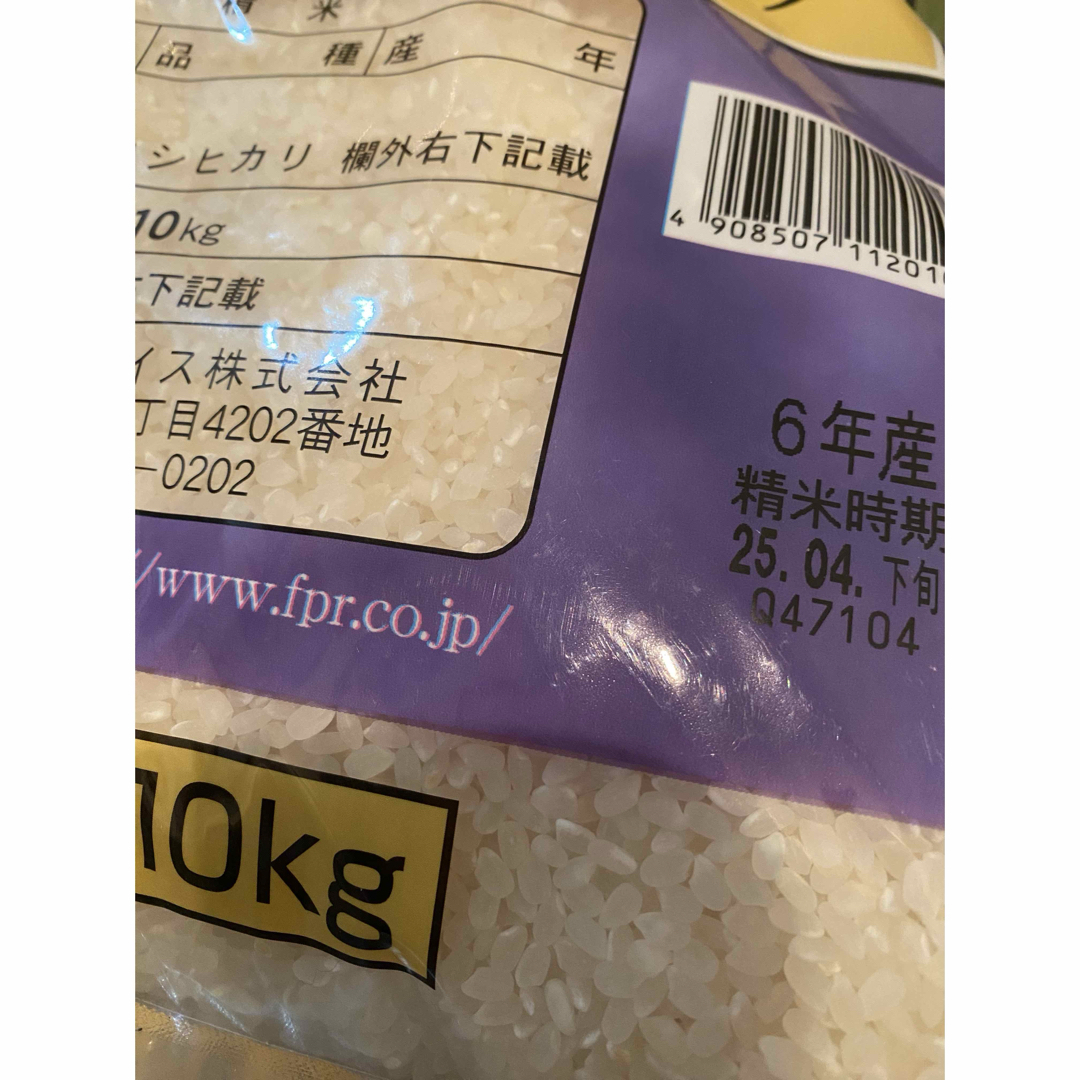 精米
品種 産年
シヒカリ 欄外右下記載
10kg
下記載
イス株式会社
丁目4202番地
-0202
//www.fpr.co.jp/
10kg
4 908507 11201
6年産
精米時期
25.04.下旬
Q47104